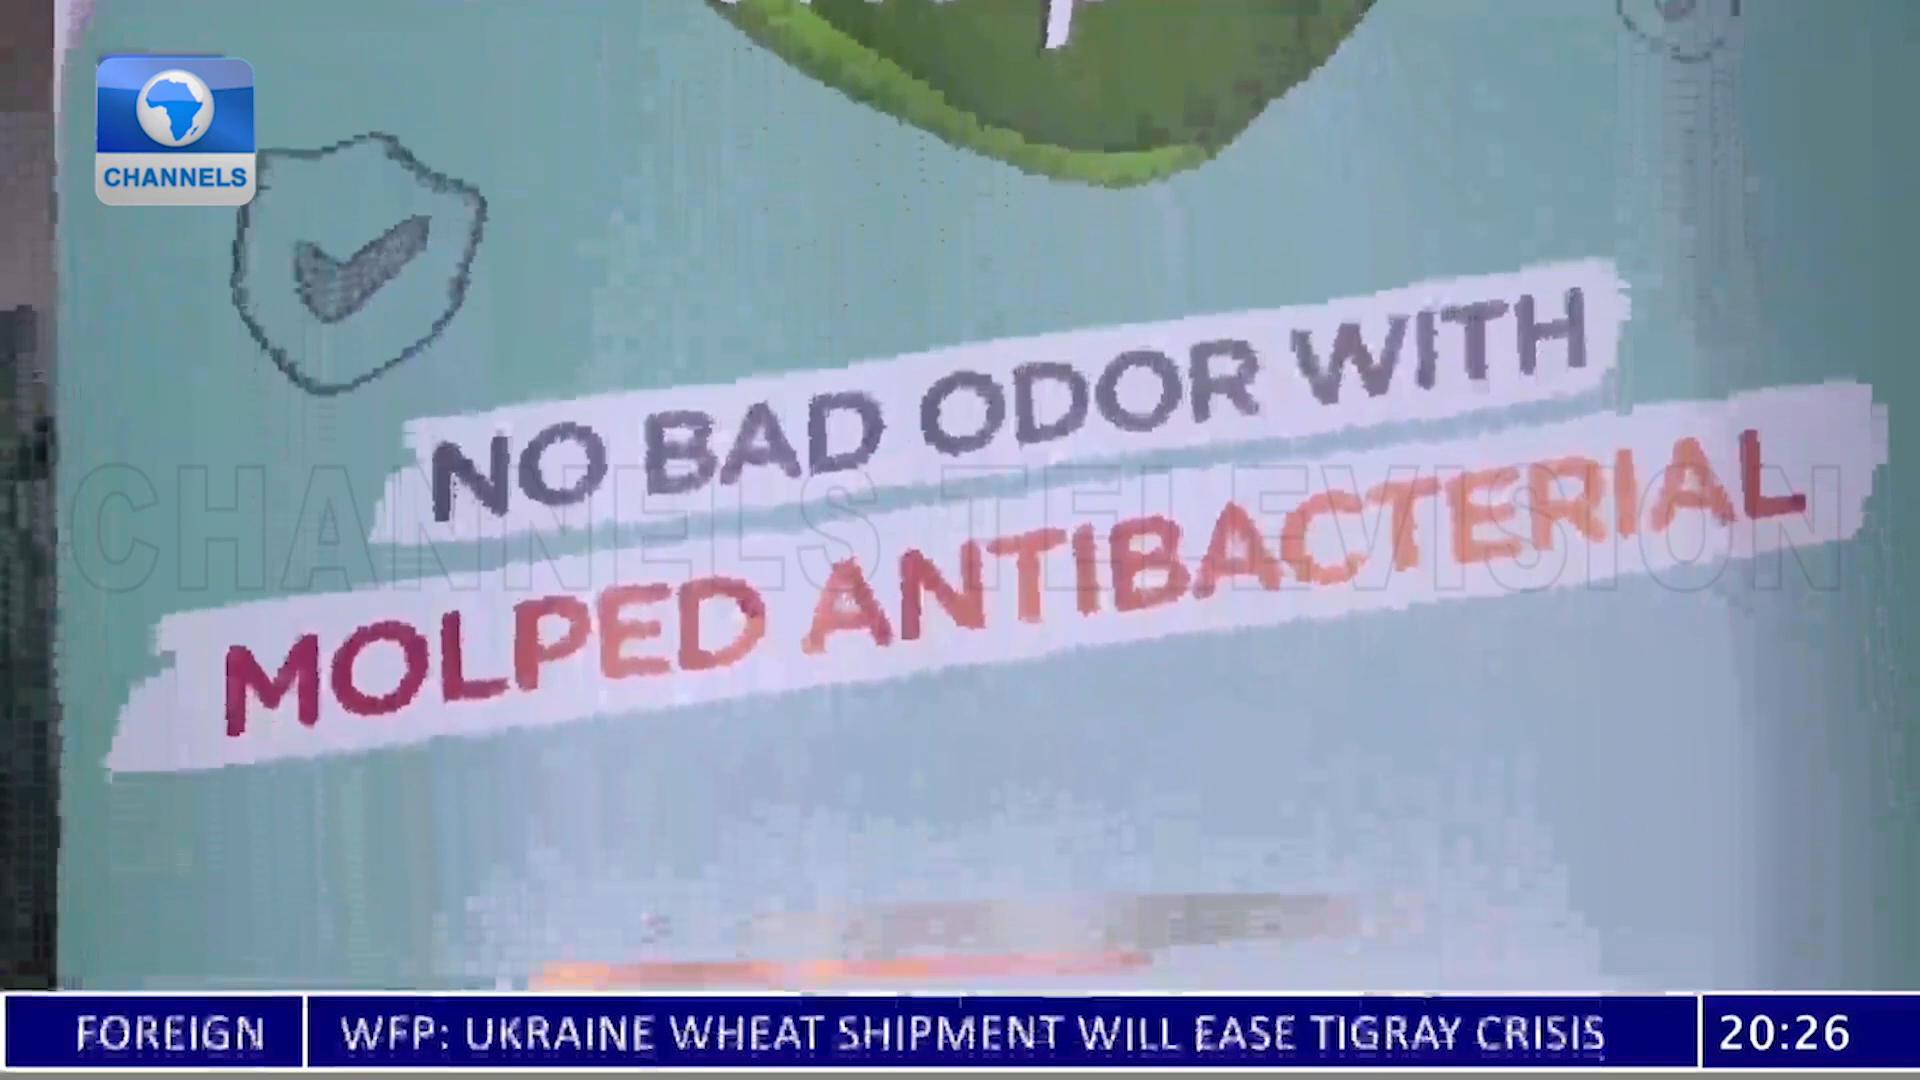 CHANNELS
NO BAD ODOR WITH
MOLPED ANTIBACTERIAL
CHANNELS TELEVISION
FOREIGN
WFP: UKRAINE WHEAT SHIPMENT WILL EASE TIGRAY CRISIS
20:26